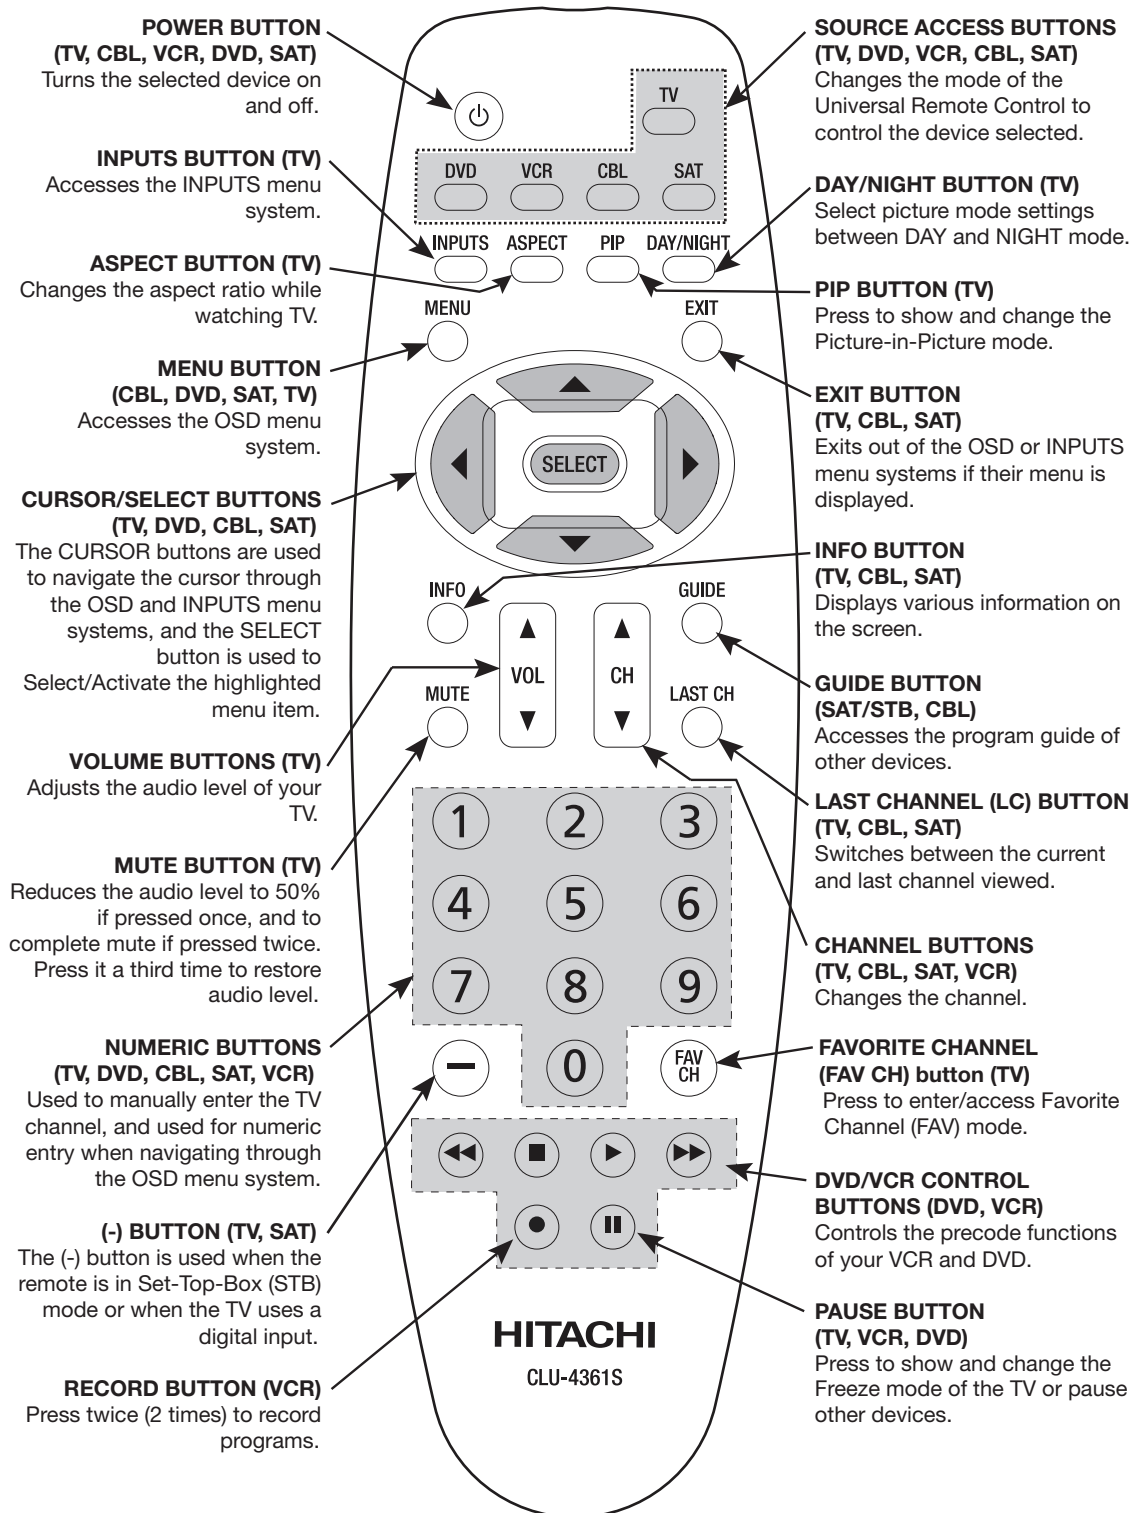 POWER BUTTON
(TV, CBL, VCR, DVD, SAT)
Turns the selected device on
and off.
INPUTS BUTTON (TV)
Accesses the INPUTS menu
system.
ASPECT BUTTON (TV)
Changes the aspect ratio while
watching TV.
MENU BUTTON
(CBL, DVD, SAT, TV)
Accesses the OSD menu
system.
CURSOR/SELECT BUTTONS
(TV, DVD, CBL, SAT)
The CURSOR buttons are used
to navigate the cursor through
the OSD and INPUTS menu
systems, and the SELECT
button is used to
Select/Activate the highlighted
menu item.
VOLUME BUTTONS (TV)
Adjusts the audio level of your
TV.
MUTE BUTTON (TV)
Reduces the audio level to 50%
if pressed once, and to
complete mute if pressed twice.
Press it a third time to restore
audio level.
NUMERIC BUTTONS
(TV, DVD, CBL, SAT, VCR)
Used to manually enter the TV
channel, and used for numeric
entry when navigating through
the OSD menu system.
(-) BUTTON (TV, SAT)
The (-) button is used when the
remote is in Set-Top-Box (STB)
mode or when the TV uses a
digital input.
RECORD BUTTON (VCR)
Press twice (2 times) to record
programs.
TV
DVD VCR CBL SAT
INPUTS ASPECT PIP DAY/NIGHT
MENU EXIT
SELECT
INFO GUIDE
VOL CH
MUTE LAST CH
1 2 3
4 5 6
7 8 9
0 FAV
CH
HITACHI
CLU-4361S
SOURCE ACCESS BUTTONS
(TV, DVD, VCR, CBL, SAT)
Changes the mode of the
Universal Remote Control to
control the device selected.
DAY/NIGHT BUTTON (TV)
Select picture mode settings
between DAY and NIGHT mode.
PIP BUTTON (TV)
Press to show and change the
Picture-in-Picture mode.
EXIT BUTTON
(TV, CBL, SAT)
Exits out of the OSD or INPUTS
menu systems if their menu is
displayed.
INFO BUTTON
(TV, CBL, SAT)
Displays various information on
the screen.
GUIDE BUTTON
(SAT/STB, CBL)
Accesses the program guide of
other devices.
LAST CHANNEL (LC) BUTTON
(TV, CBL, SAT)
Switches between the current
and last channel viewed.
CHANNEL BUTTONS
(TV, CBL, SAT, VCR)
Changes the channel.
FAVORITE CHANNEL
(FAV CH) button (TV)
Press to enter/access Favorite
Channel (FAV) mode.
DVD/VCR CONTROL
BUTTONS (DVD, VCR)
Controls the precode functions
of your VCR and DVD.
PAUSE BUTTON
(TV, VCR, DVD)
Press to show and change the
Freeze mode of the TV or pause
other devices.